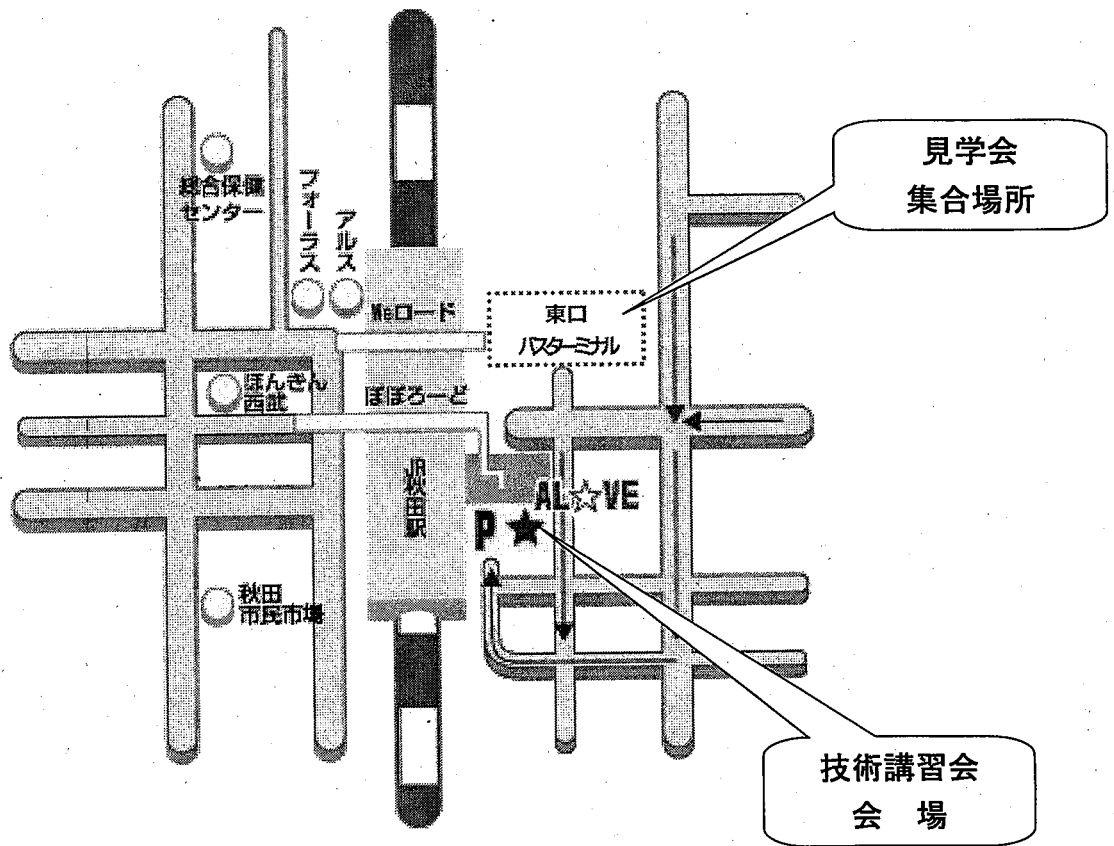 見学会
集合場所
総合保健
センター
フォーラス
アルス
Weロード
東口
バスターミナル
ほんきん
西武
ぽぽろーど
JR秋田駅
AL☆VE
P ★
秋田
市民市場
技術講習会
会 場